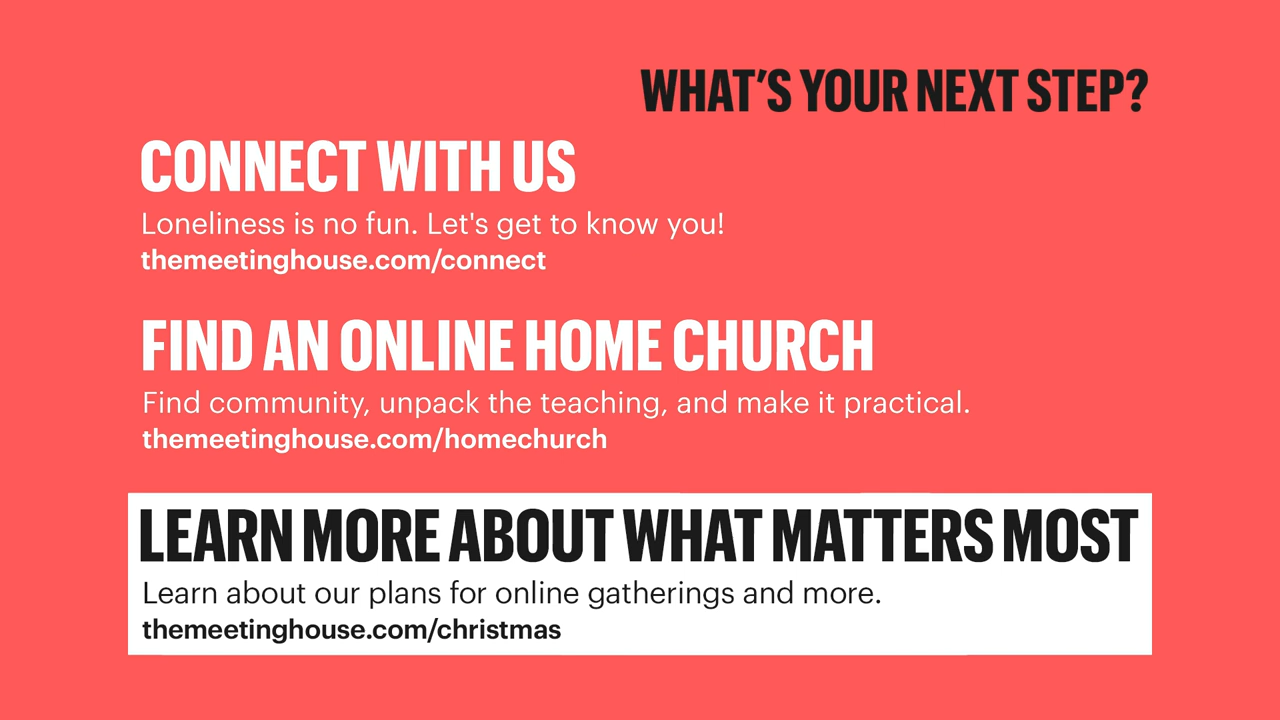 WHAT'S YOUR NEXT STEP?
CONNECT WITH US
Loneliness is no fun. Let's get to know you!
themeetinghouse.com/connect
FIND AN ONLINE HOME CHURCH
Find community, unpack the teaching, and make it practical.
themeetinghouse.com/homechurch
LEARN MORE ABOUT WHAT MATTERS MOST
Learn about our plans for online gatherings and more.
themeetinghouse.com/christmas